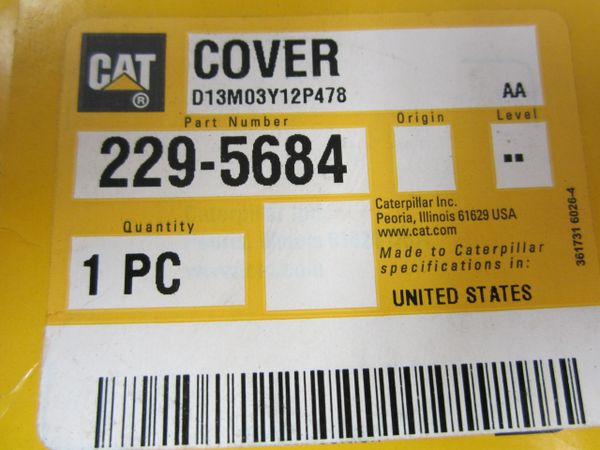 CAT ®
COVER
D13M03Y12P478
AA
Part Number
Origin
Level
229-5684
--
Caterpillar Inc.
Peoria, Illinois 61629 USA
www.cat.com
Quantity
1 PC
Made to Caterpillar
specifications in:
UNITED STATES
361731 6026-4